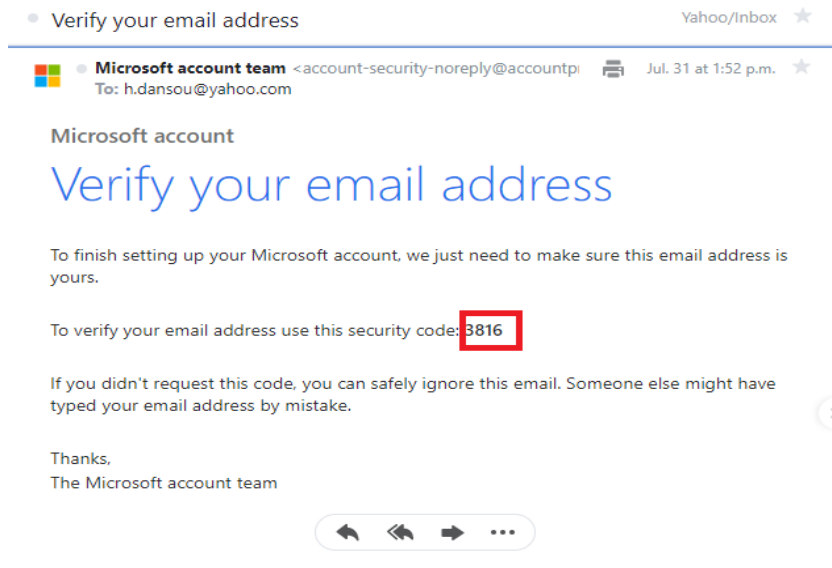 Verify your email address
Yahoo/Inbox
Microsoft account team <account-security-noreply@accountp
Jul. 31 at 1:52 p.m.
To: h.dansou@yahoo.com
Microsoft account
Verify your email address
To finish setting up your Microsoft account, we just need to make sure this email address is
yours.
To verify your email address use this security code: 3816
If you didn't request this code, you can safely ignore this email. Someone else might have
typed your email address by mistake.
Thanks,
The Microsoft account team